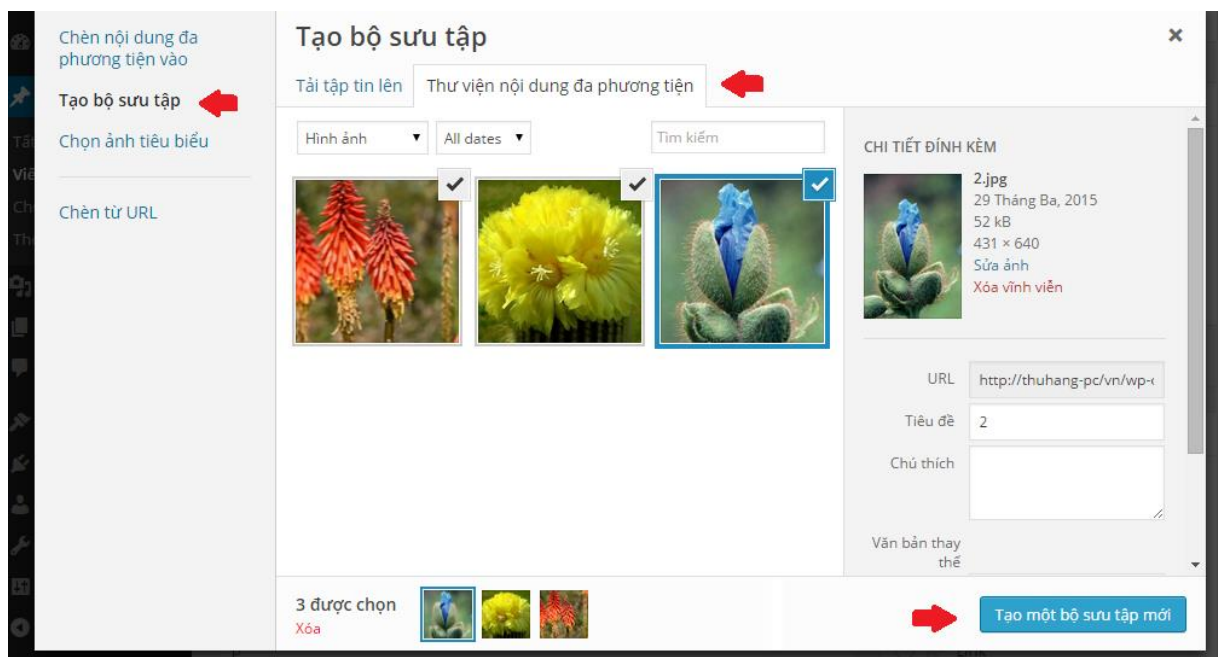 Chèn nội dung đa
phương tiện vào
Tạo bộ sưu tập
Chọn ảnh tiêu biểu
Chèn từ URL
Tạo bộ sưu tập
Tải tập tin lên
Thư viện nội dung đa phương tiện
Hình ảnh
All dates
Tìm kiếm
CHI TIẾT ĐÍNH KÈM
2.jpg
29 Tháng Ba, 2015
52 kB
431 × 640
Sửa ảnh
Xóa vĩnh viễn
URL
http://thuhang-pc/vn/wp-c
Tiêu đề
2
Chú thích
Văn bản thay
thế
3 được chọn
Xóa
Tạo một bộ sưu tập mới